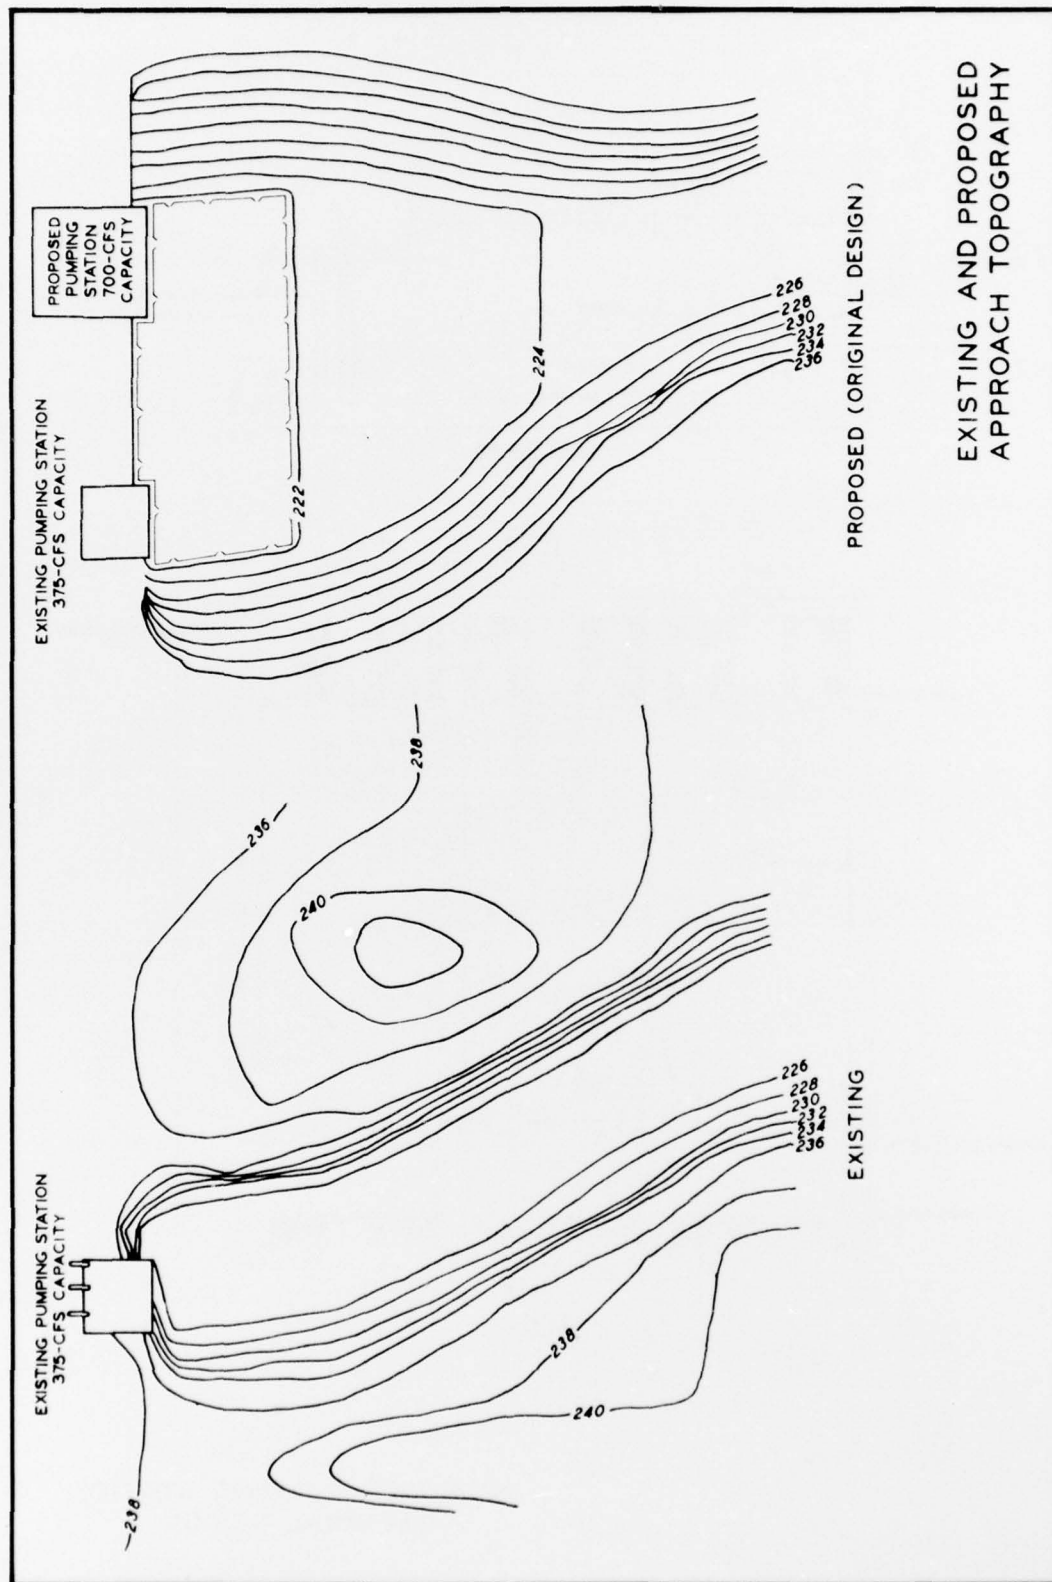 EXISTING PUMPING STATION
375-CFS CAPACITY
238
238
240
236
240
238
226
228
230
232
234
236
EXISTING
EXISTING PUMPING STATION
375-CFS CAPACITY
PROPOSED
PUMPING
STATION
700-CFS
CAPACITY
222
224
226
228
230
232
234
236
PROPOSED (ORIGINAL DESIGN)
EXISTING AND PROPOSED
APPROACH TOPOGRAPHY